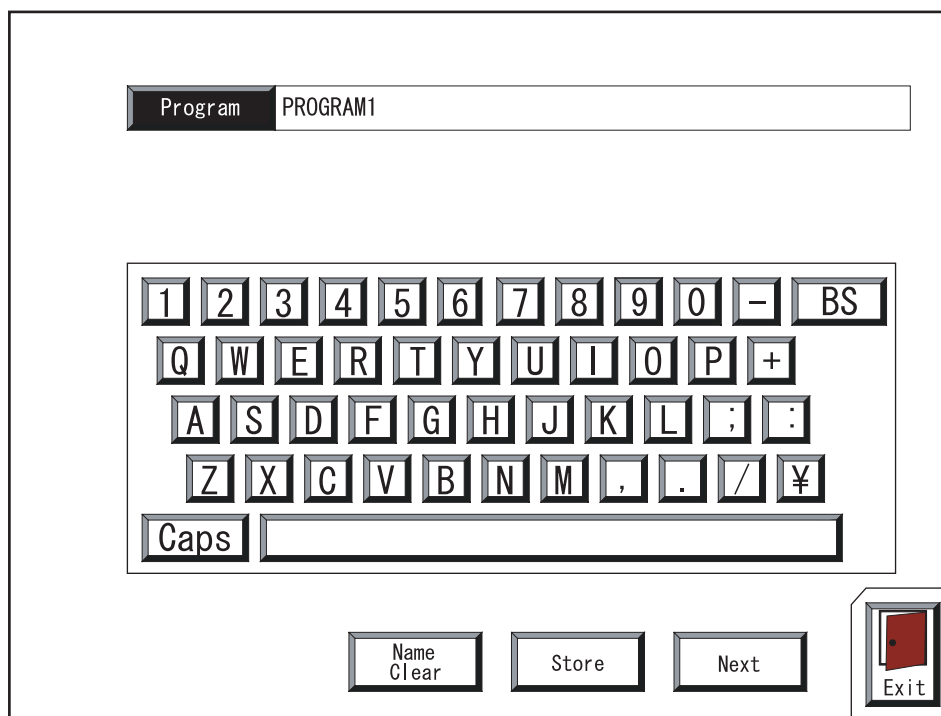 Program PROGRAM1
1 2 3 4 5 6 7 8 9 0 - BS
Q W E R T Y U I O P +
A S D F G H J K L ; :
Z X C V B N M , . / ¥
Caps
Name
Clear
Store
Next
Exit